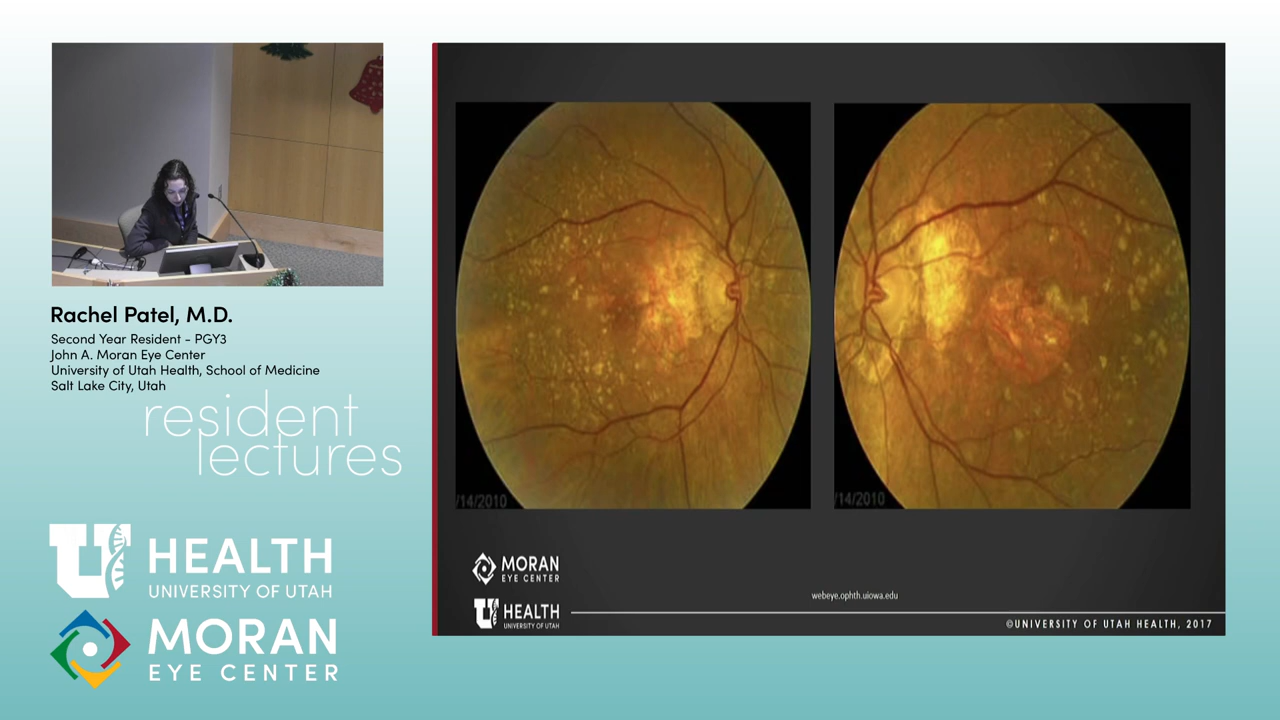 Rachel Patel, M.D.
Second Year Resident - PGY3
John A. Moran Eye Center
University of Utah Health, School of Medicine
Salt Lake City, Utah
resident
lectures
U HEALTH
UNIVERSITY OF UTAH
MORAN
EYE CENTER
/14/2010
/14/2010
MORAN
EYE CENTER
U HEALTH
UNIVERSITY OF UTAH
webeye.ophth.uiowa.edu
©UNIVERSITY OF UTAH HEALTH, 2017